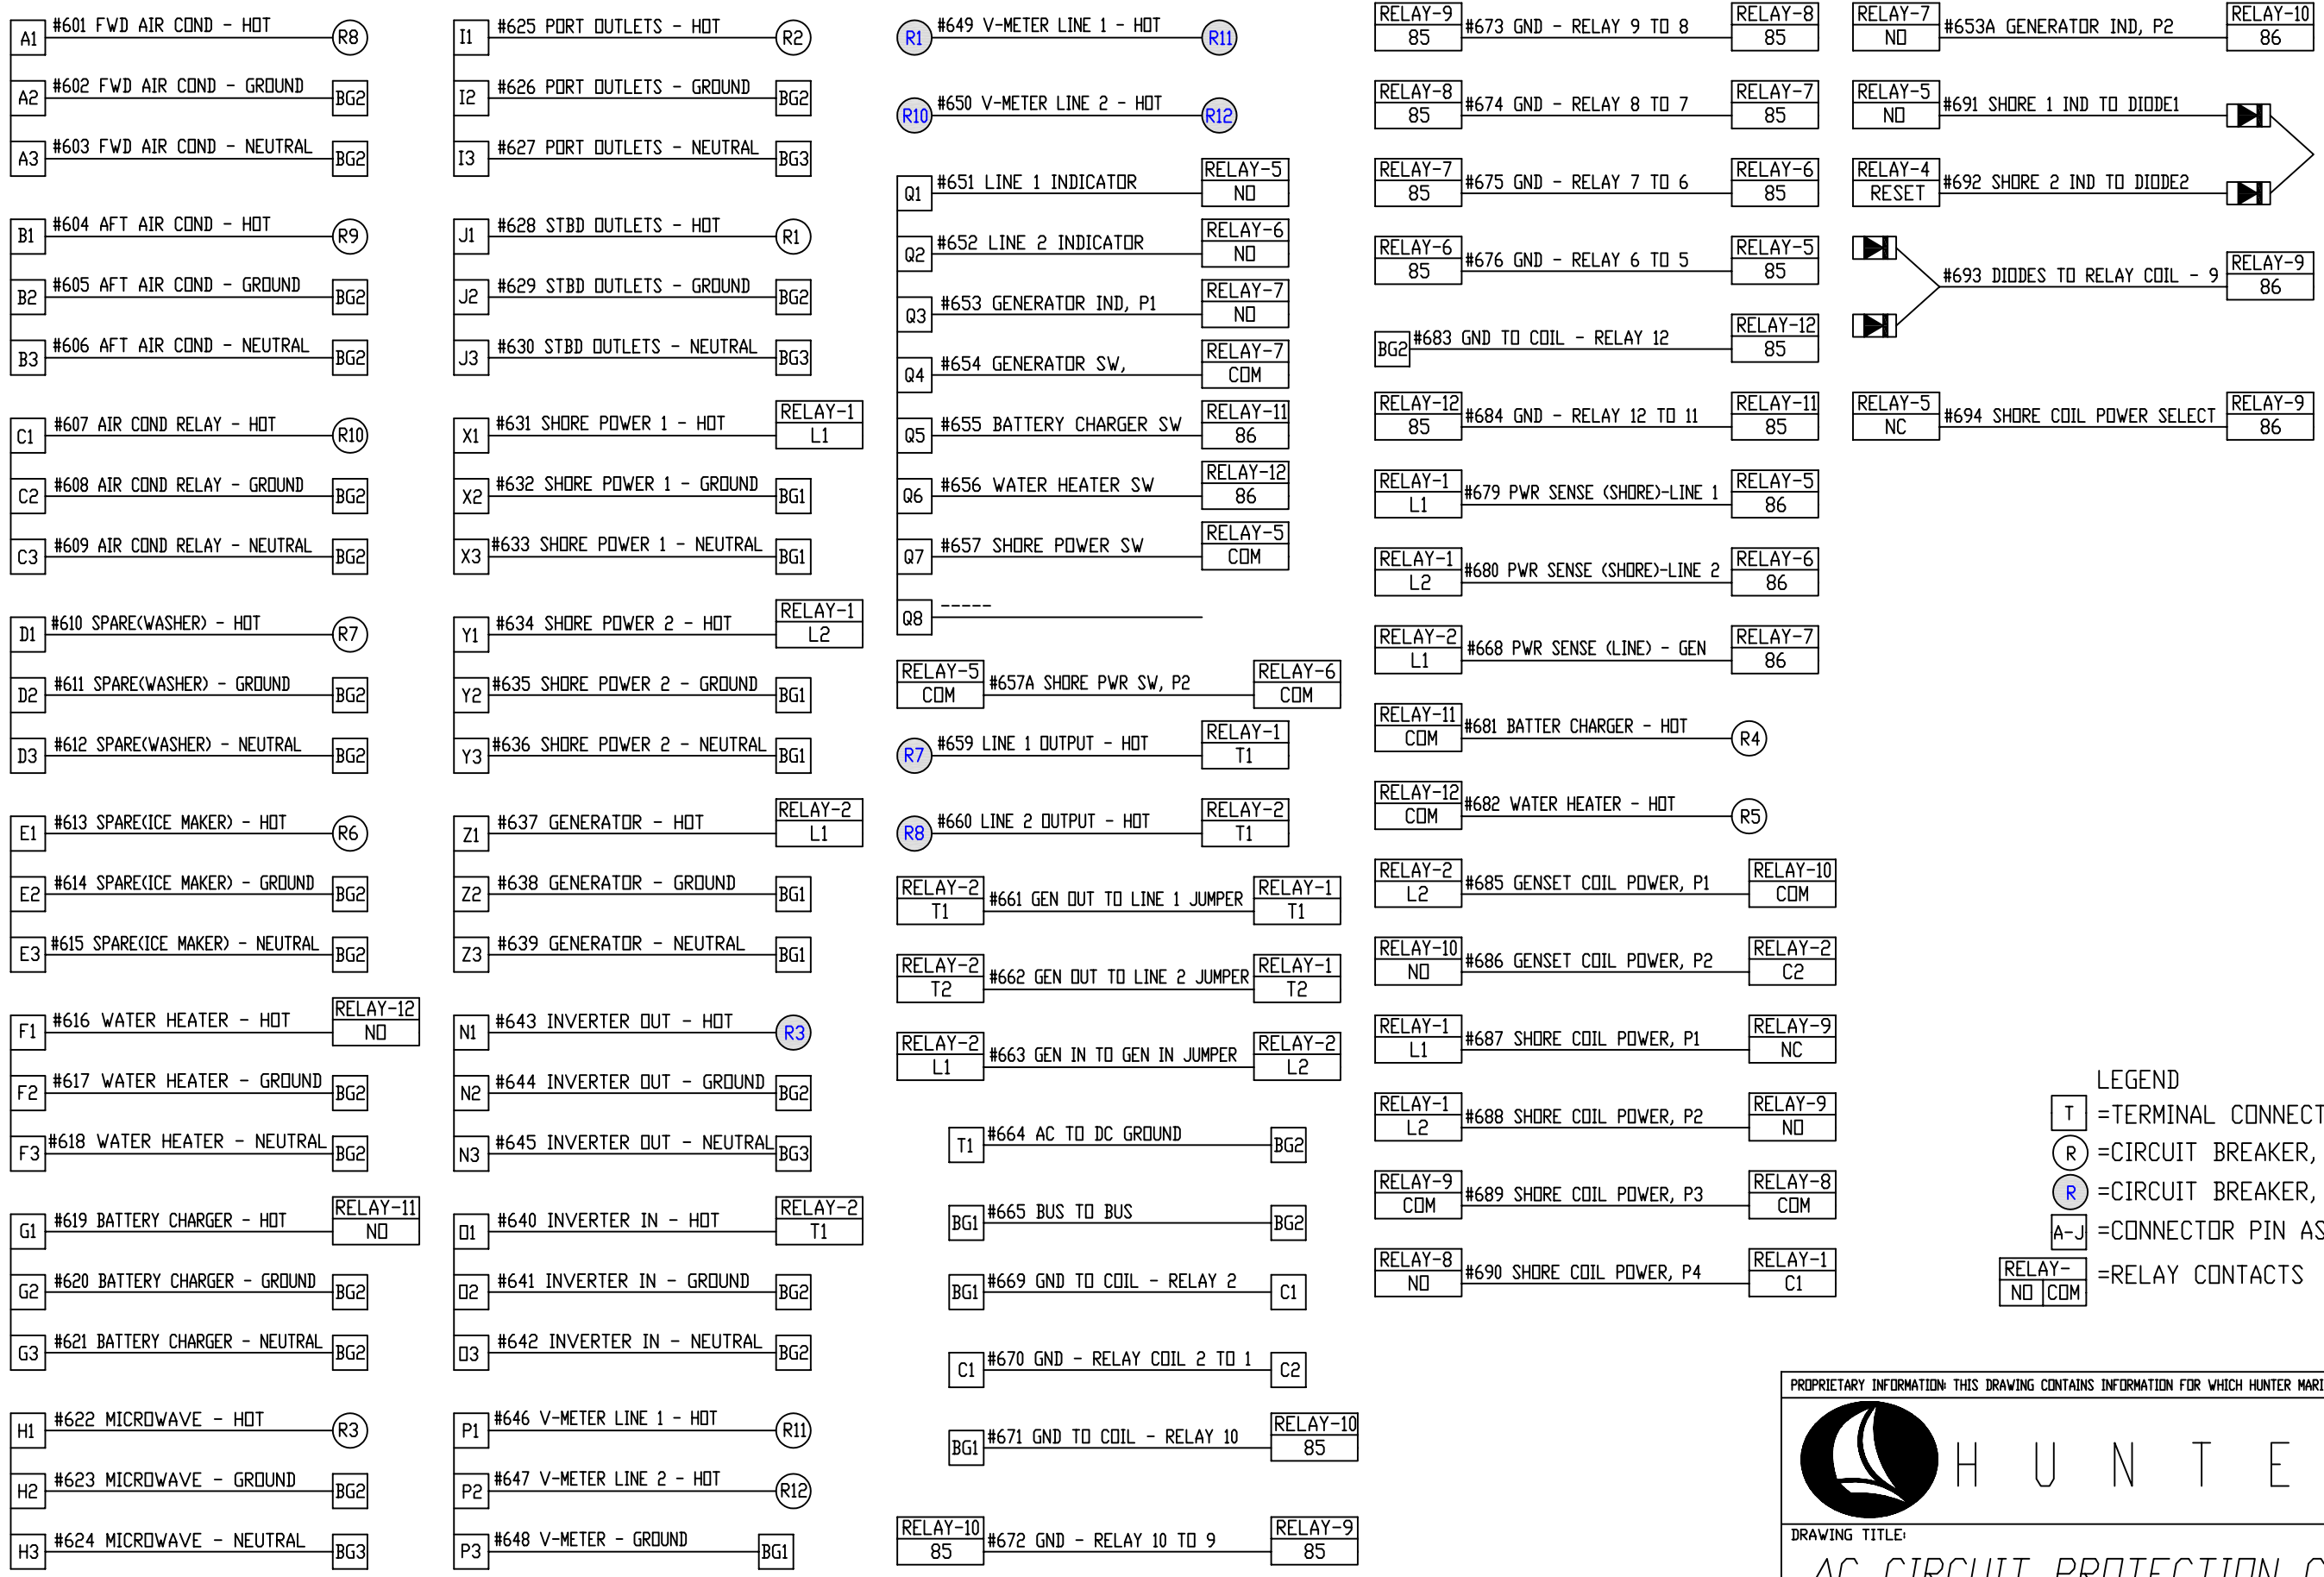 A1 #601 FWD AIR COND - HOT R8
A2 #602 FWD AIR COND - GROUND BG2
A3 #603 FWD AIR COND - NEUTRAL BG2
B1 #604 AFT AIR COND - HOT R9
B2 #605 AFT AIR COND - GROUND BG2
B3 #606 AFT AIR COND - NEUTRAL BG2
C1 #607 AIR COND RELAY - HOT R10
C2 #608 AIR COND RELAY - GROUND BG2
C3 #609 AIR COND RELAY - NEUTRAL BG2
D1 #610 SPARE(WASHER) - HOT R7
D2 #611 SPARE(WASHER) - GROUND BG2
D3 #612 SPARE(WASHER) - NEUTRAL BG2
E1 #613 SPARE(ICE MAKER) - HOT R6
E2 #614 SPARE(ICE MAKER) - GROUND BG2
E3 #615 SPARE(ICE MAKER) - NEUTRAL BG2
F1 #616 WATER HEATER - HOT RELAY-12 NO
F2 #617 WATER HEATER - GROUND BG2
F3 #618 WATER HEATER - NEUTRAL BG2
G1 #619 BATTERY CHARGER - HOT RELAY-11 NO
G2 #620 BATTERY CHARGER - GROUND BG2
G3 #621 BATTERY CHARGER - NEUTRAL BG2
H1 #622 MICROWAVE - HOT R3
H2 #623 MICROWAVE - GROUND BG2
H3 #624 MICROWAVE - NEUTRAL BG3
I1 #625 PORT OUTLETS - HOT R2
I2 #626 PORT OUTLETS - GROUND BG2
I3 #627 PORT OUTLETS - NEUTRAL BG3
J1 #628 STBD OUTLETS - HOT R1
J2 #629 STBD OUTLETS - GROUND BG2
J3 #630 STBD OUTLETS - NEUTRAL BG3
X1 #631 SHORE POWER 1 - HOT RELAY-1 L1
X2 #632 SHORE POWER 1 - GROUND BG1
X3 #633 SHORE POWER 1 - NEUTRAL BG1
Y1 #634 SHORE POWER 2 - HOT RELAY-1 L2
Y2 #635 SHORE POWER 2 - GROUND BG1
Y3 #636 SHORE POWER 2 - NEUTRAL BG1
Z1 #637 GENERATOR - HOT RELAY-2 L1
Z2 #638 GENERATOR - GROUND BG1
Z3 #639 GENERATOR - NEUTRAL BG1
N1 #643 INVERTER OUT - HOT R3
N2 #644 INVERTER OUT - GROUND BG2
N3 #645 INVERTER OUT - NEUTRAL BG3
O1 #640 INVERTER IN - HOT RELAY-2 T1
O2 #641 INVERTER IN - GROUND BG2
O3 #642 INVERTER IN - NEUTRAL BG2
P1 #646 V-METER LINE 1 - HOT R11
P2 #647 V-METER LINE 2 - HOT R12
P3 #648 V-METER - GROUND BG1
R1 #649 V-METER LINE 1 - HOT R11
R10 #650 V-METER LINE 2 - HOT R12
Q1 #651 LINE 1 INDICATOR RELAY-5 NO
Q2 #652 LINE 2 INDICATOR RELAY-6 NO
Q3 #653 GENERATOR IND, P1 RELAY-7 NO
Q4 #654 GENERATOR SW, RELAY-7 COM
Q5 #655 BATTERY CHARGER SW RELAY-11 86
Q6 #656 WATER HEATER SW RELAY-12 86
Q7 #657 SHORE POWER SW RELAY-5 COM
Q8 -----
RELAY-5 COM #657A SHORE PWR SW, P2 RELAY-6 COM
R7 #659 LINE 1 OUTPUT - HOT RELAY-1 T1
R8 #660 LINE 2 OUTPUT - HOT RELAY-2 T1
RELAY-2 T1 #661 GEN OUT TO LINE 1 JUMPER RELAY-1 T1
RELAY-2 T2 #662 GEN OUT TO LINE 2 JUMPER RELAY-1 T2
RELAY-2 L1 #663 GEN IN TO GEN IN JUMPER RELAY-2 L2
T1 #664 AC TO DC GROUND BG2
BG1 #665 BUS TO BUS BG2
BG1 #669 GND TO COIL - RELAY 2 C1
C1 #670 GND - RELAY COIL 2 TO 1 C2
BG1 #671 GND TO COIL - RELAY 10 RELAY-10 85
RELAY-10 85 #672 GND - RELAY 10 TO 9 RELAY-9 85
RELAY-9 85 #673 GND - RELAY 9 TO 8 RELAY-8 85
RELAY-8 85 #674 GND - RELAY 8 TO 7 RELAY-7 85
RELAY-7 85 #675 GND - RELAY 7 TO 6 RELAY-6 85
RELAY-6 85 #676 GND - RELAY 6 TO 5 RELAY-5 85
BG2 #683 GND TO COIL - RELAY 12 RELAY-12 85
RELAY-12 85 #684 GND - RELAY 12 TO 11 RELAY-11 85
RELAY-1 L1 #679 PWR SENSE (SHORE)-LINE 1 RELAY-5 86
RELAY-1 L2 #680 PWR SENSE (SHORE)-LINE 2 RELAY-6 86
RELAY-2 L1 #668 PWR SENSE (LINE) - GEN RELAY-7 86
RELAY-11 COM #681 BATTER CHARGER - HOT R4
RELAY-12 COM #682 WATER HEATER - HOT R5
RELAY-2 L2 #685 GENSET COIL POWER, P1 RELAY-10 COM
RELAY-10 NO #686 GENSET COIL POWER, P2 RELAY-2 C2
RELAY-1 L1 #687 SHORE COIL POWER, P1 RELAY-9 NC
RELAY-1 L2 #688 SHORE COIL POWER, P2 RELAY-9 NO
RELAY-9 COM #689 SHORE COIL POWER, P3 RELAY-8 COM
RELAY-8 NO #690 SHORE COIL POWER, P4 RELAY-1 C1
RELAY-7 NO #653A GENERATOR IND, P2 RELAY-10 86
RELAY-5 NO #691 SHORE 1 IND TO DIODE1
RELAY-4 RESET #692 SHORE 2 IND TO DIODE2
#693 DIODES TO RELAY COIL - 9 RELAY-9 86
RELAY-5 NC #694 SHORE COIL POWER SELECT RELAY-9 86
LEGEND
T =TERMINAL CONNECT
R =CIRCUIT BREAKER,
R =CIRCUIT BREAKER,
A-J =CONNECTOR PIN AS
RELAY- NO COM =RELAY CONTACTS
PROPRIETARY INFORMATION: THIS DRAWING CONTAINS INFORMATION FOR WHICH HUNTER MARI
H U N T E
DRAWING TITLE:
AC CIRCUIT PROTECTION C